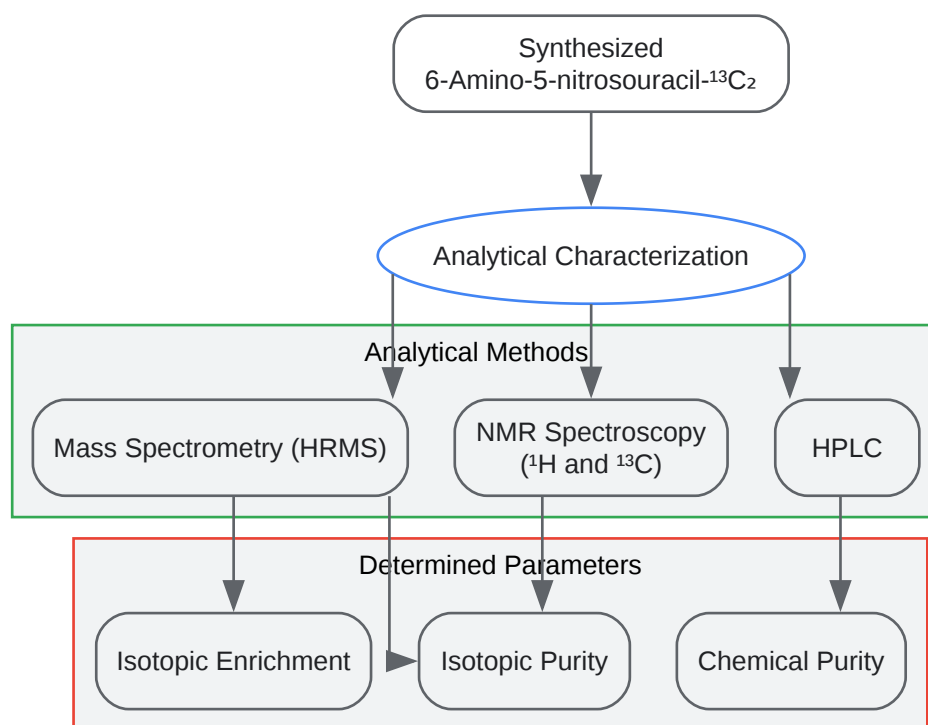 Synthesized
6-Amino-5-nitrosouracil-¹³C₂
Analytical Characterization
Analytical Methods
Mass Spectrometry (HRMS)
NMR Spectroscopy
(¹H and ¹³C)
HPLC
Determined Parameters
Isotopic Enrichment
Isotopic Purity
Chemical Purity